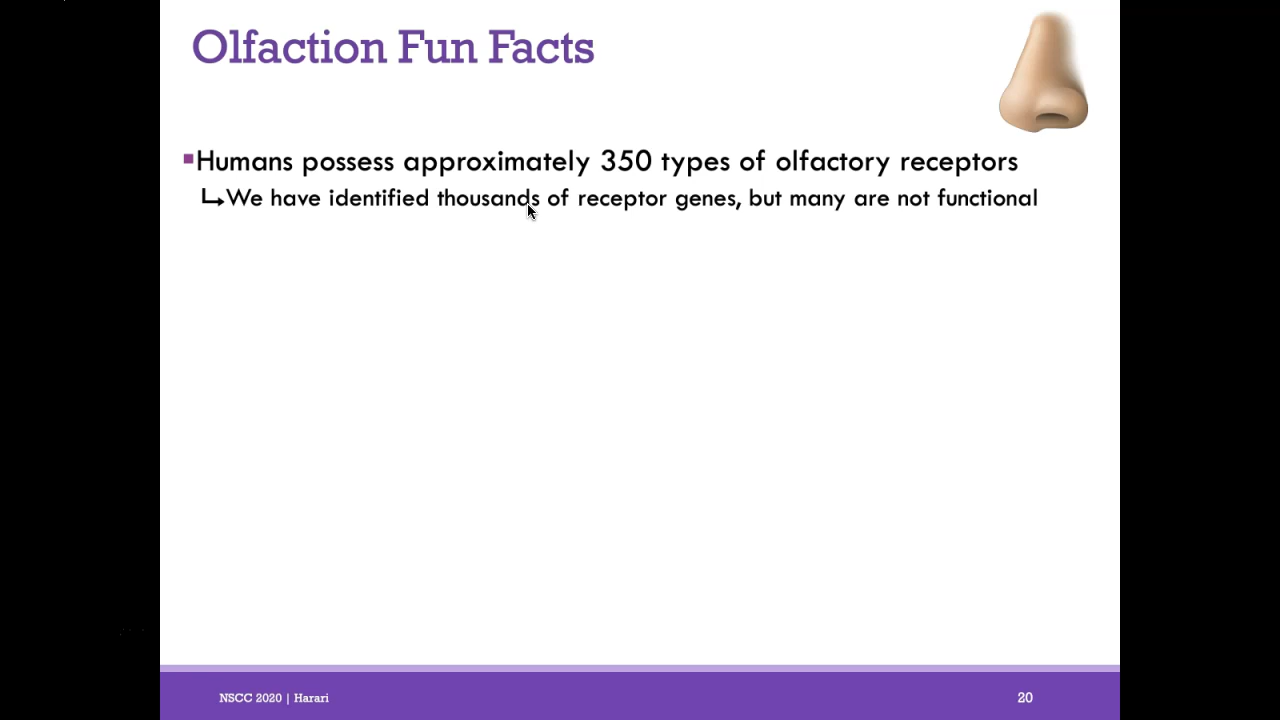 Olfaction Fun Facts
Humans possess approximately 350 types of olfactory receptors
We have identified thousands of receptor genes, but many are not functional
NSCC 2020 | Harari
20